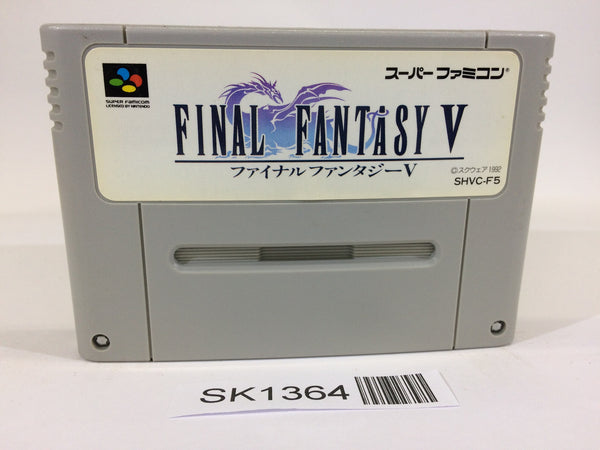 SUPER FAMICOM
LICENSED BY NINTENDO
スーパーファミコン®
FINAL FANTASY V
ファイナルファンタジーV
©スクウェア 1992
SHVC-F5
SK1364